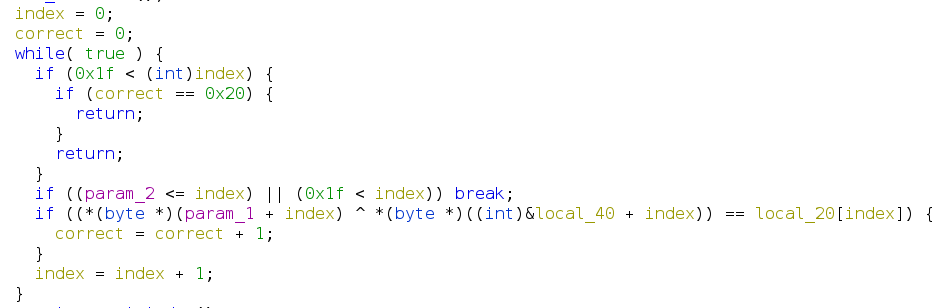 index = 0;
correct = 0;
while( true ) {
if (0x1f < (int)index) {
if (correct == 0x20) {
return;
}
return;
}
if ((param_2 <= index) || (0x1f < index)) break;
if ((*(byte *)(param_1 + index) ^ *(byte *)((int)&local_40 + index)) == local_20[index]) {
correct = correct + 1;
}
index = index + 1;
}